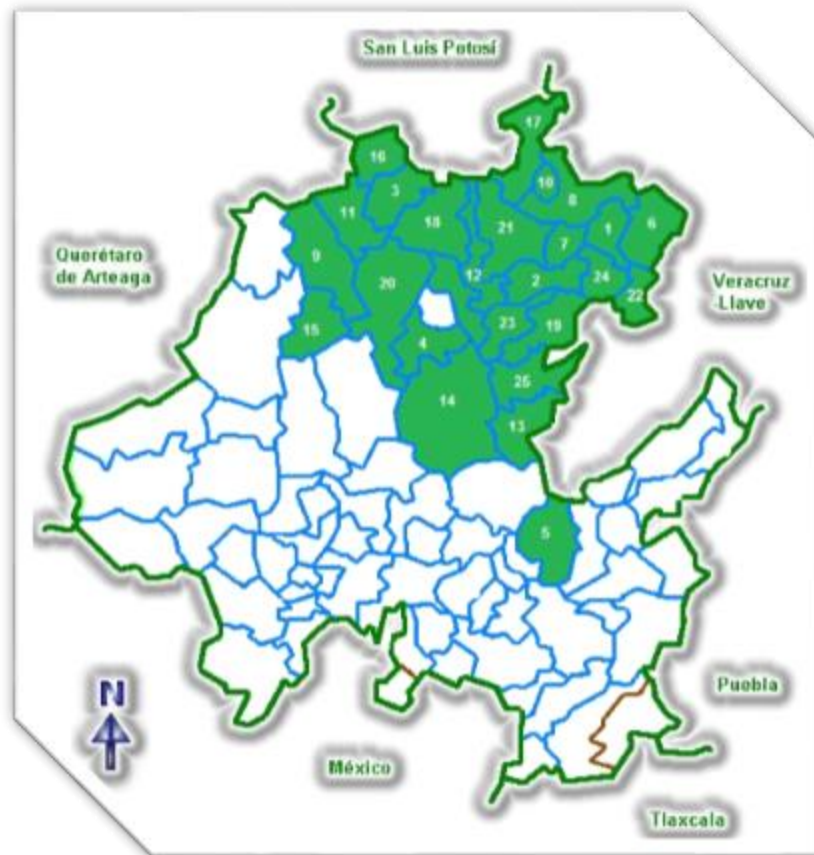 San Luis Potosí
17
16
10
3
8
11
18
6
21
1
7
9
Querétaro
de Arteaga
12
2
24
20
Veracruz
-Llave
22
15
23
19
4
25
14
13
5
N
Puebla
México
Tlaxcala